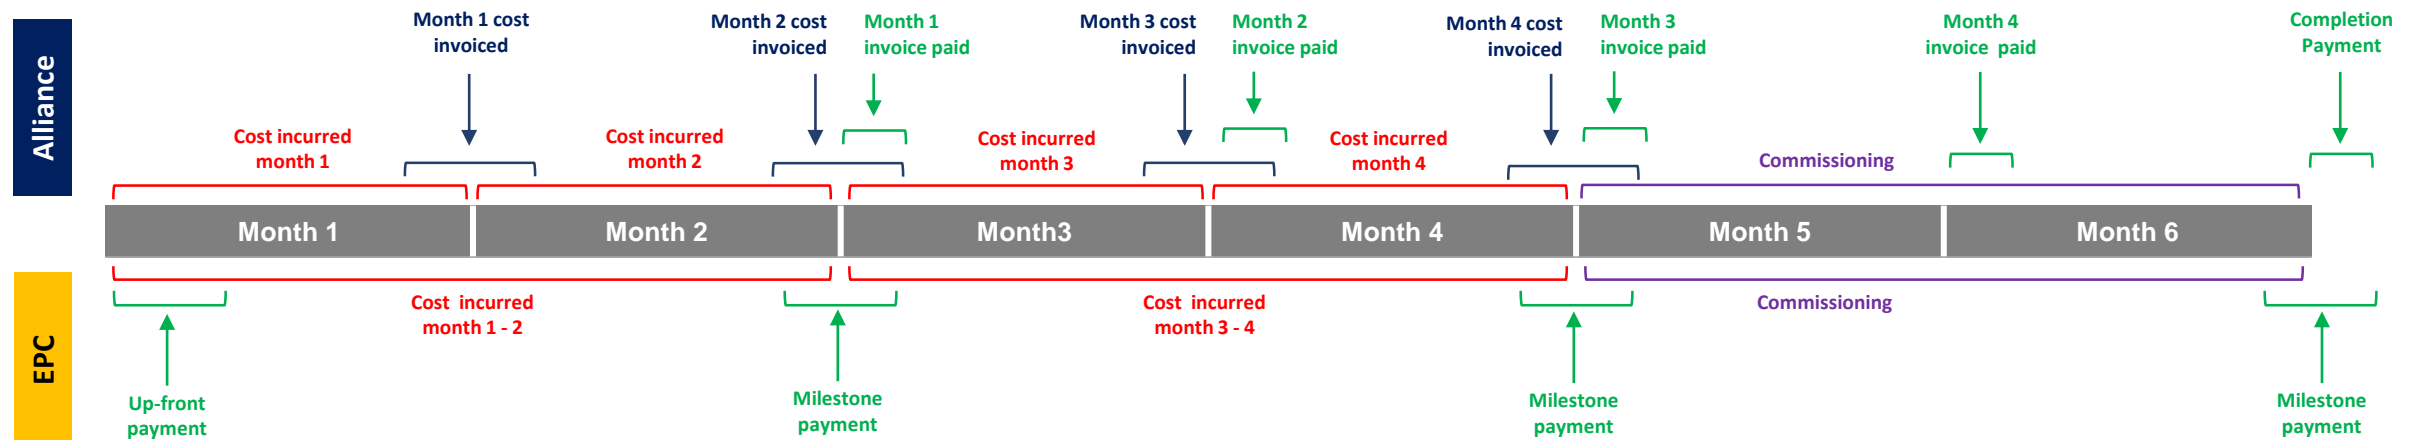 Alliance
Month 1 cost
invoiced
Month 2 cost
invoiced
Month 1
invoice paid
Month 3 cost
invoiced
Month 2
invoice paid
Month 4 cost
invoiced
Month 3
invoice paid
Month 4
invoice paid
Completion
Payment
Cost incurred
month 1
Cost incurred
month 2
Cost incurred
month 3
Cost incurred
month 4
Commissioning
Month 1
Month 2
Month3
Month 4
Month 5
Month 6
EPC
Cost incurred
month 1 - 2
Cost incurred
month 3 - 4
Commissioning
Up-front
payment
Milestone
payment
Milestone
payment
Milestone
payment